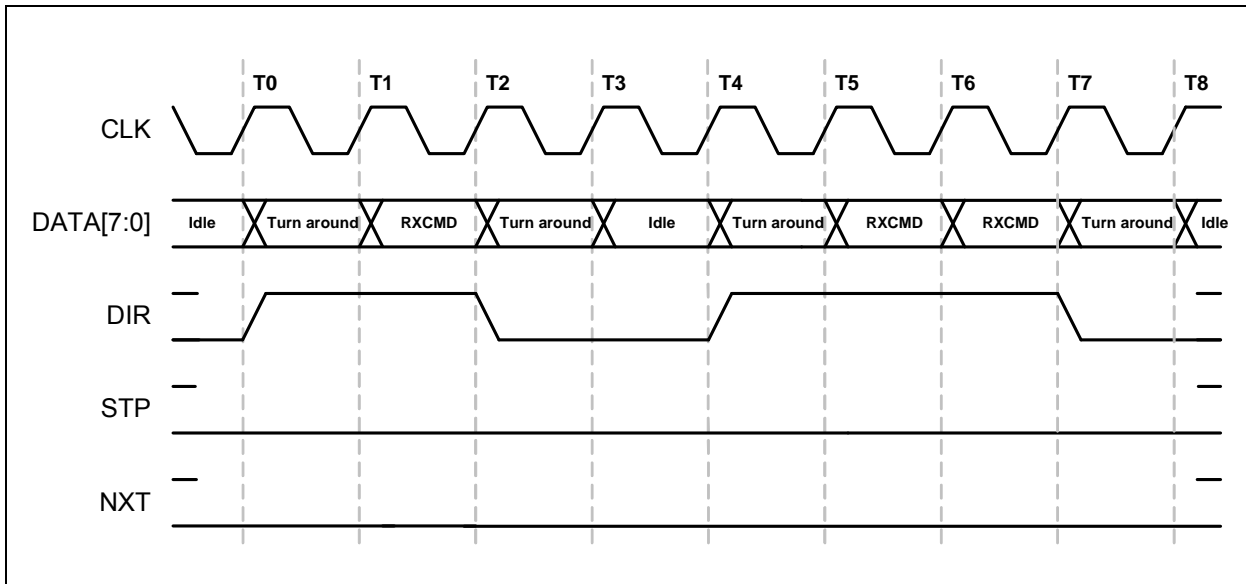 T0 T1 T2 T3 T4 T5 T6 T7 T8
CLK
DATA[7:0] Idle Turn around RXCMD Turn around Idle Turn around RXCMD RXCMD Turn around Idle
DIR
STP
NXT